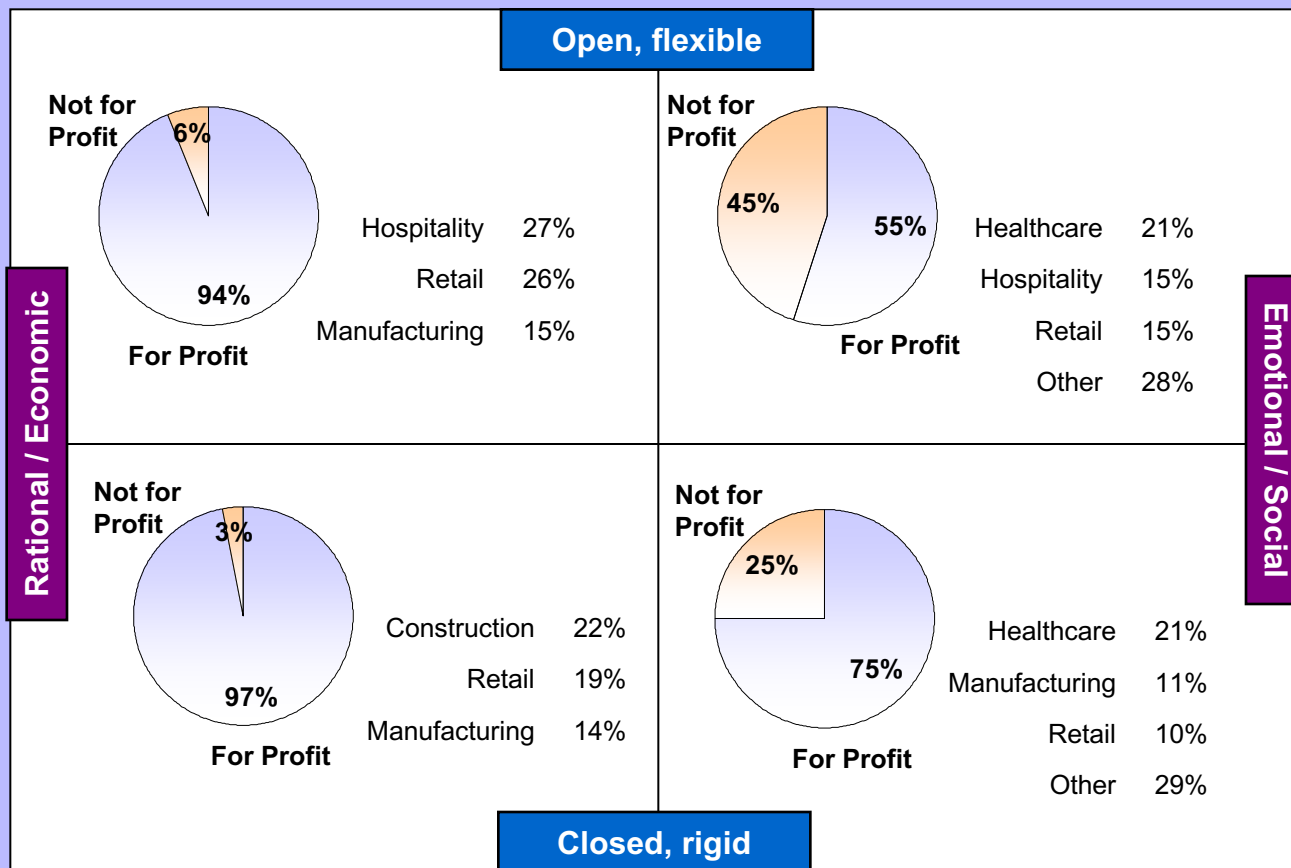 Open, flexible
Not for
Profit
6%
94%
For Profit
Hospitality 27%
Retail 26%
Manufacturing 15%
Not for
Profit
45%
55%
For Profit
Healthcare 21%
Hospitality 15%
Retail 15%
Other 28%
Rational / Economic
Emotional / Social
Not for
Profit
3%
97%
For Profit
Construction 22%
Retail 19%
Manufacturing 14%
Not for
Profit
25%
75%
For Profit
Healthcare 21%
Manufacturing 11%
Retail 10%
Other 29%
Closed, rigid